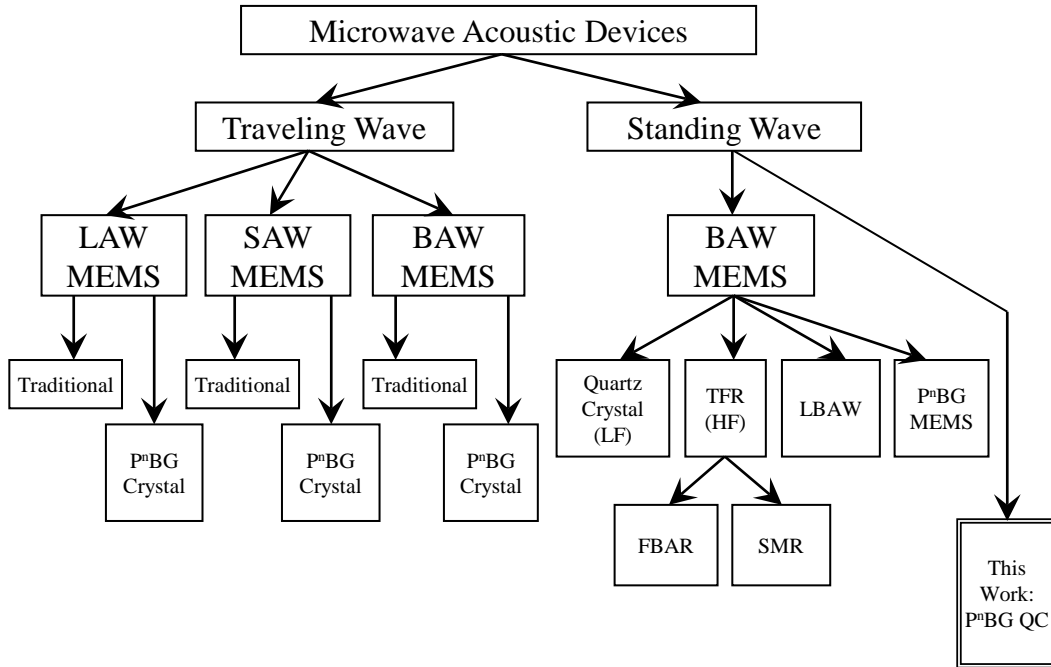 Microwave Acoustic Devices
Traveling Wave
Standing Wave
LAW
MEMS
SAW
MEMS
BAW
MEMS
BAW
MEMS
Traditional
Traditional
Traditional
Quartz
Crystal
(LF)
TFR
(HF)
LBAW
PⁿBG
MEMS
PⁿBG
Crystal
PⁿBG
Crystal
PⁿBG
Crystal
FBAR
SMR
This
Work:
PⁿBG QC